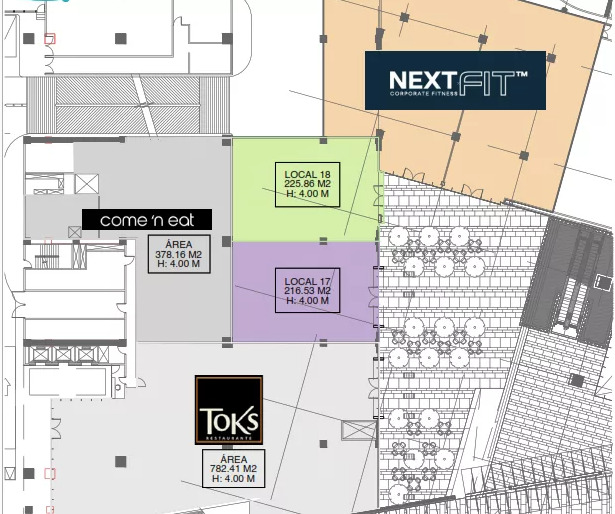 NEXTFIT™
CORPORATE FITNESS
LOCAL 18
225.86 M2
H: 4.00 M
come 'n eat
ÁREA
378.16 M2
H: 4.00 M
LOCAL 17
216.53 M2
H: 4.00 M
TOKS
RESTAURANTE
ÁREA
782.41 M2
H: 4.00 M